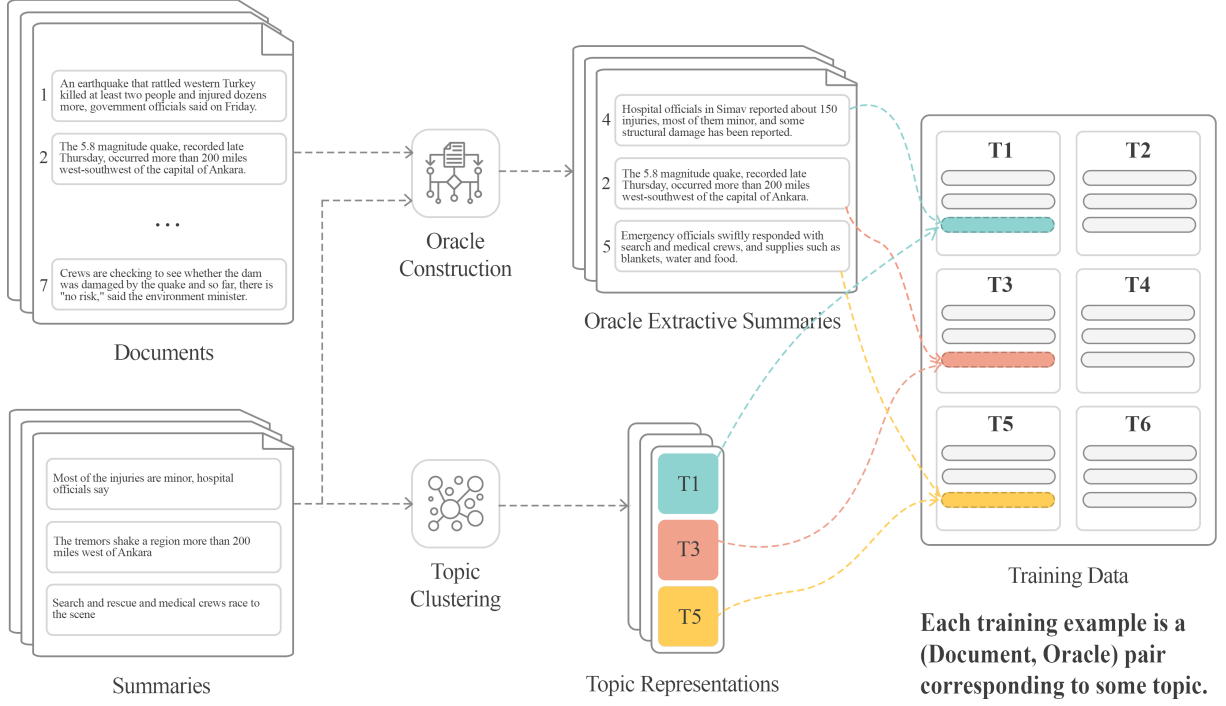 1
An earthquake that rattled western Turkey
killed at least two people and injured dozens
more, government officials said on Friday.
2
The 5.8 magnitude quake, recorded late
Thursday, occurred more than 200 miles
west-southwest of the capital of Ankara.
...
7
Crews are checking to see whether the dam
was damaged by the quake and so far, there is
"no risk," said the environment minister.
Documents
Most of the injuries are minor, hospital
officials say
The tremors shake a region more than 200
miles west of Ankara
Search and rescue and medical crews race to
the scene
Summaries
Oracle
Construction
Topic
Clustering
4
Hospital officials in Simav reported about 150
injuries, most of them minor, and some
structural damage has been reported.
2
The 5.8 magnitude quake, recorded late
Thursday, occurred more than 200 miles
west-southwest of the capital of Ankara.
5
Emergency officials swiftly responded with
search and medical crews, and supplies such as
blankets, water and food.
Oracle Extractive Summaries
T1
T3
T5
Topic Representations
T1
T2
T3
T4
T5
T6
Training Data
Each training example is a
(Document, Oracle) pair
corresponding to some topic.